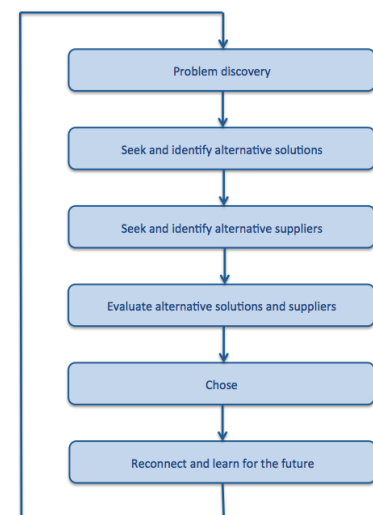 Problem discovery
Seek and identify alternative solutions
Seek and identify alternative suppliers
Evaluate alternative solutions and suppliers
Chose
Reconnect and learn for the future